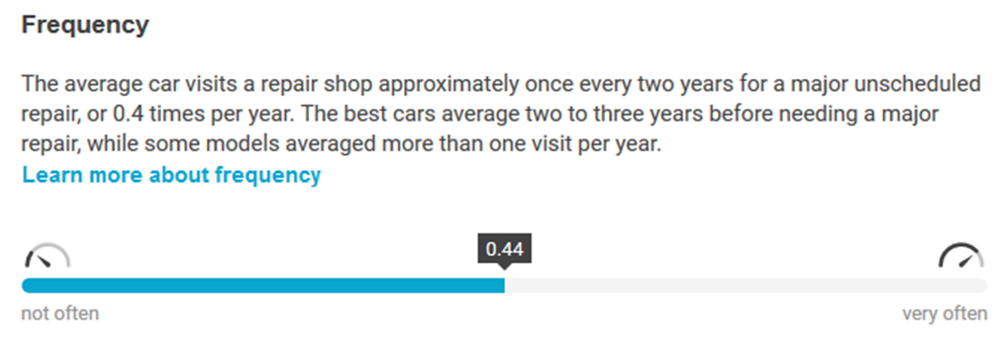 Frequency
The average car visits a repair shop approximately once every two years for a major unscheduled
repair, or 0.4 times per year. The best cars average two to three years before needing a major
repair, while some models averaged more than one visit per year.
Learn more about frequency
0.44
not often
very often